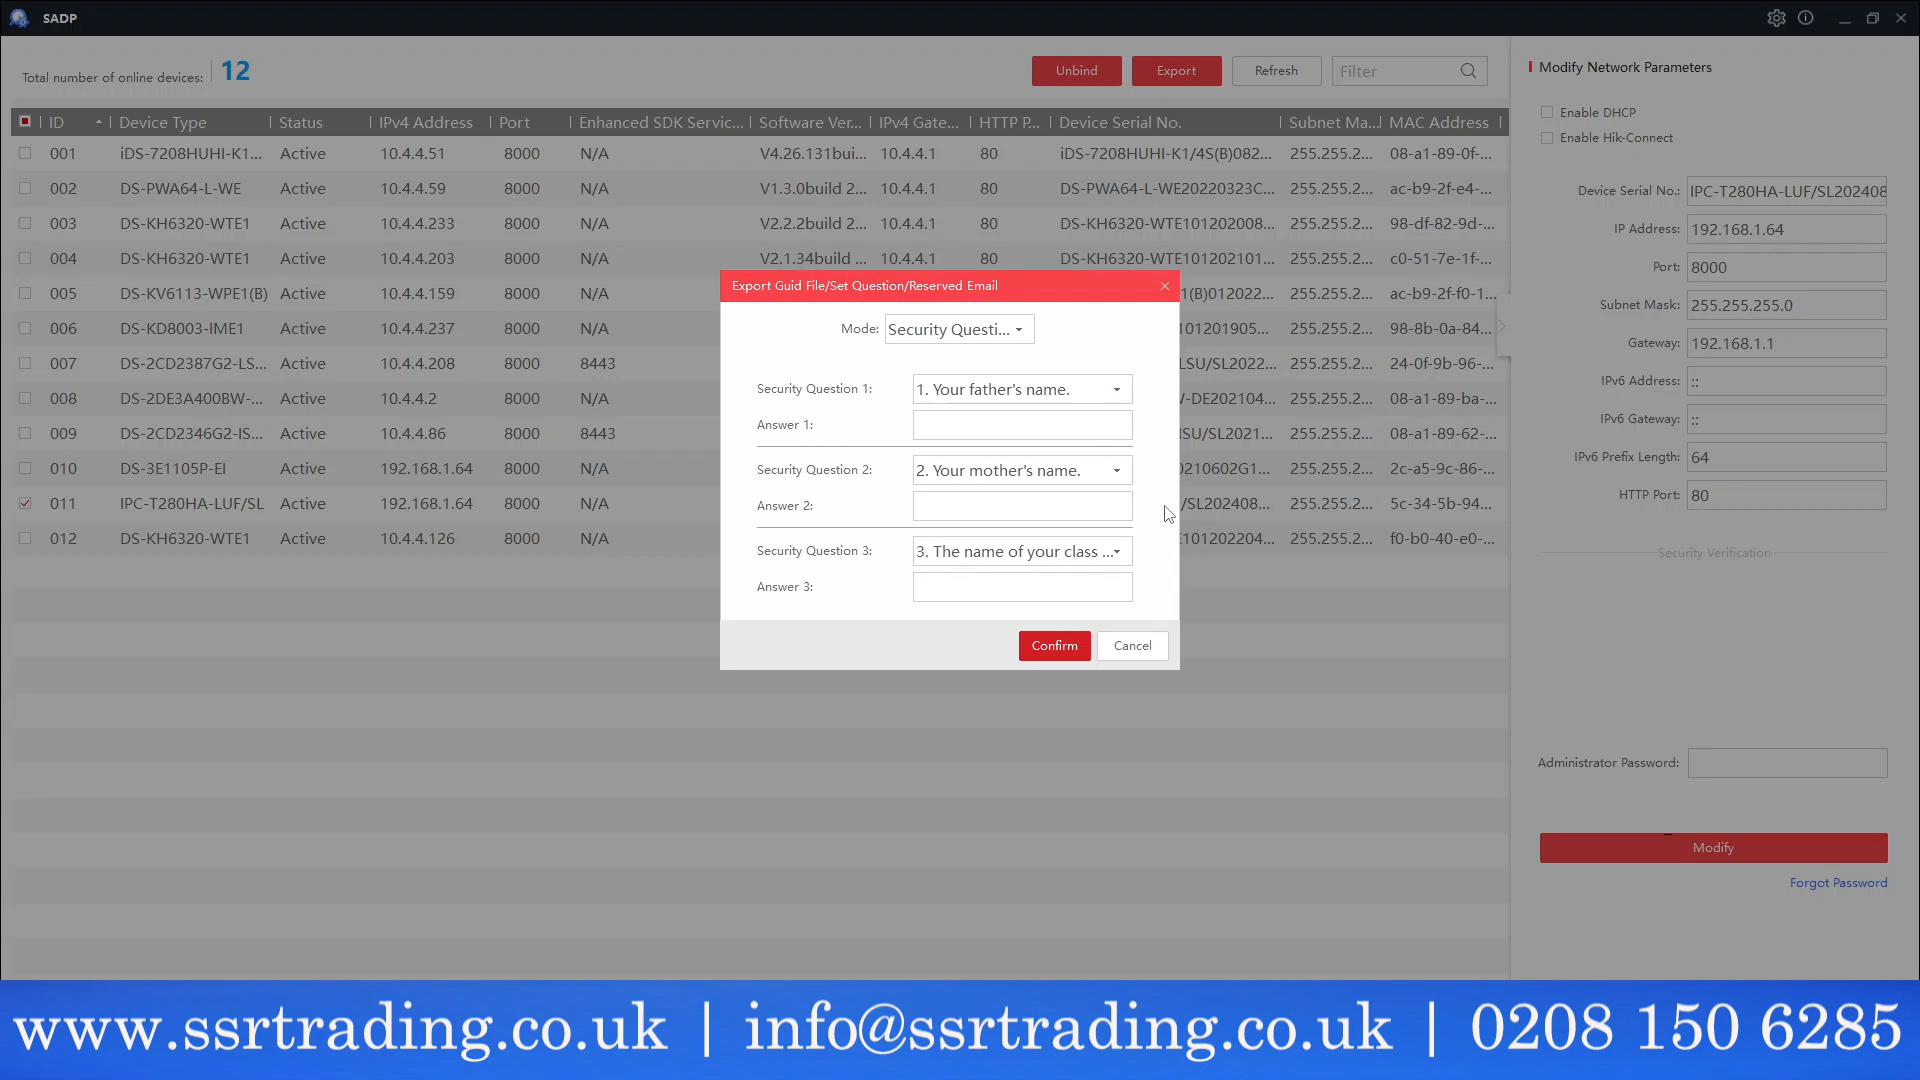 SADP
Total number of online devices: 12
Unbind
Export
Refresh
Filter
ID Device Type Status IPv4 Address Port Enhanced SDK Servic... Software Ver... IPv4 Gate... HTTP P... Device Serial No. Subnet Ma... MAC Address
001 iDS-7208HUHI-K1... Active 10.4.4.51 8000 N/A V4.26.131bui... 10.4.4.1 80 iDS-7208HUHI-K1/4S(B)082... 255.255.2... 08-a1-89-0f-...
002 DS-PWA64-L-WE Active 10.4.4.59 8000 N/A V1.3.0build 2... 10.4.4.1 80 DS-PWA64-L-WE20220323C... 255.255.2... ac-b9-2f-e4-...
003 DS-KH6320-WTE1 Active 10.4.4.233 8000 N/A V2.2.2build 2... 10.4.4.1 80 DS-KH6320-WTE101202008... 255.255.2... 98-df-82-9d-...
004 DS-KH6320-WTE1 Active 10.4.4.203 8000 N/A V2.1.34build ... 10.4.4.1 80 DS-KH6320-WTE101202101... 255.255.2... c0-51-7e-1f-...
005 DS-KV6113-WPE1(B) Active 10.4.4.159 8000 N/A 1(B)012022... 255.255.2... ac-b9-2f-f0-1...
006 DS-KD8003-IME1 Active 10.4.4.237 8000 N/A 101201905... 255.255.2... 98-8b-0a-84...
007 DS-2CD2387G2-LS... Active 10.4.4.208 8000 8443 LSU/SL2022... 255.255.2... 24-0f-9b-96-...
008 DS-2DE3A400BW-... Active 10.4.4.2 8000 N/A V-DE202104... 255.255.2... 08-a1-89-ba-...
009 DS-2CD2346G2-IS... Active 10.4.4.86 8000 8443 ISU/SL2021... 255.255.2... 08-a1-89-62-...
010 DS-3E1105P-EI Active 192.168.1.64 8000 N/A 0210602G1... 255.255.2... 2c-a5-9c-86-...
011 IPC-T280HA-LUF/SL Active 192.168.1.64 8000 N/A /SL202408... 255.255.2... 5c-34-5b-94...
012 DS-KH6320-WTE1 Active 10.4.4.126 8000 N/A E101202204... 255.255.2... f0-b0-40-e0-...
Export Guid File/Set Question/Reserved Email
Mode: Security Questi...
Security Question 1: 1. Your father's name.
Answer 1:
Security Question 2: 2. Your mother's name.
Answer 2:
Security Question 3: 3. The name of your class ...
Answer 3:
Confirm
Cancel
Modify Network Parameters
Enable DHCP
Enable Hik-Connect
Device Serial No.: IPC-T280HA-LUF/SL202408
IP Address: 192.168.1.64
Port: 8000
Subnet Mask: 255.255.255.0
Gateway: 192.168.1.1
IPv6 Address: ::
IPv6 Gateway: ::
IPv6 Prefix Length: 64
HTTP Port: 80
Security Verification
Administrator Password:
Modify
Forgot Password
www.ssrtrading.co.uk | info@ssrtrading.co.uk | 0208 150 6285